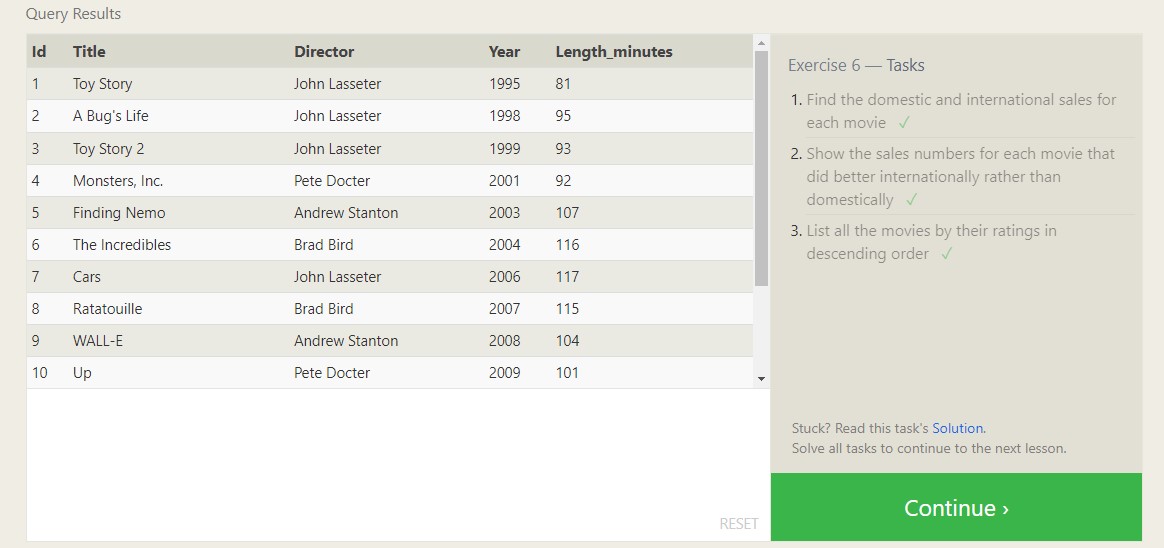 Query Results
Id Title Director Year Length_minutes
1 Toy Story John Lasseter 1995 81
2 A Bug's Life John Lasseter 1998 95
3 Toy Story 2 John Lasseter 1999 93
4 Monsters, Inc. Pete Docter 2001 92
5 Finding Nemo Andrew Stanton 2003 107
6 The Incredibles Brad Bird 2004 116
7 Cars John Lasseter 2006 117
8 Ratatouille Brad Bird 2007 115
9 WALL-E Andrew Stanton 2008 104
10 Up Pete Docter 2009 101
RESET
Exercise 6 — Tasks
1. Find the domestic and international sales for
each movie ✓
2. Show the sales numbers for each movie that
did better internationally rather than
domestically ✓
3. List all the movies by their ratings in
descending order ✓
Stuck? Read this task's Solution.
Solve all tasks to continue to the next lesson.
Continue ›